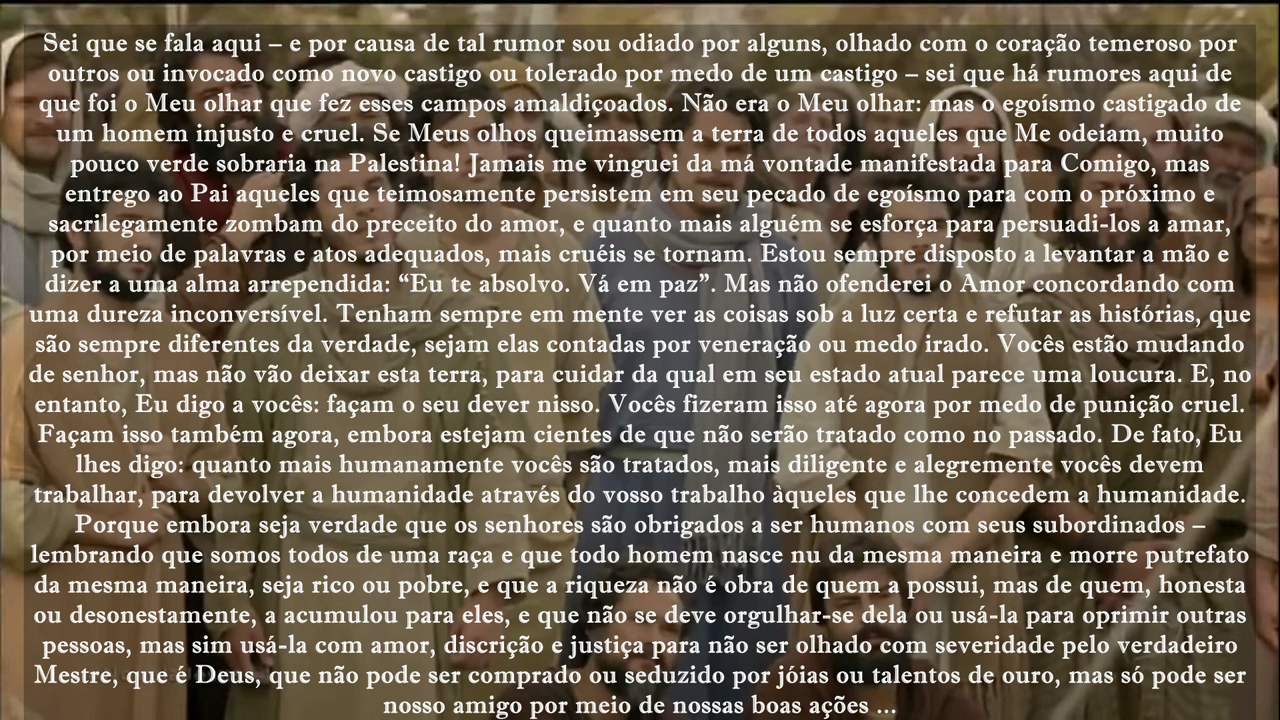 Sei que se fala aqui – e por causa de tal rumor sou odiado por alguns, olhado com o coração temeroso por
outros ou invocado como novo castigo ou tolerado por medo de um castigo – sei que há rumores aqui de
que foi o Meu olhar que fez esses campos amaldiçoados. Não era o Meu olhar: mas o egoísmo castigado de
um homem injusto e cruel. Se Meus olhos queimassem a terra de todos aqueles que Me odeiam, muito
pouco verde sobraria na Palestina! Jamais me vinguei da má vontade manifestada para Comigo, mas
entrego ao Pai aqueles que teimosamente persistem em seu pecado de egoísmo para com o próximo e
sacrilegamente zombam do preceito do amor, e quanto mais alguém se esforça para persuadi-los a amar,
por meio de palavras e atos adequados, mais cruéis se tornam. Estou sempre disposto a levantar a mão e
dizer a uma alma arrependida: “Eu te absolvo. Vá em paz”. Mas não ofenderei o Amor concordando com
uma dureza inconversível. Tenham sempre em mente ver as coisas sob a luz certa e refutar as histórias, que
são sempre diferentes da verdade, sejam elas contadas por veneração ou medo irado. Vocês estão mudando
de senhor, mas não vão deixar esta terra, para cuidar da qual em seu estado atual parece uma loucura. E, no
entanto, Eu digo a vocês: façam o seu dever nisso. Vocês fizeram isso até agora por medo de punição cruel.
Façam isso também agora, embora estejam cientes de que não serão tratado como no passado. De fato, Eu
lhes digo: quanto mais humanamente vocês são tratados, mais diligente e alegremente vocês devem
trabalhar, para devolver a humanidade através do vosso trabalho àqueles que lhe concedem a humanidade.
Porque embora seja verdade que os senhores são obrigados a ser humanos com seus subordinados –
lembrando que somos todos de uma raça e que todo homem nasce nu da mesma maneira e morre putrefato
da mesma maneira, seja rico ou pobre, e que a riqueza não é obra de quem a possui, mas de quem, honesta
ou desonestamente, a acumulou para eles, e que não se deve orgulhar-se dela ou usá-la para oprimir outras
pessoas, mas sim usá-la com amor, discrição e justiça para não ser olhado com severidade pelo verdadeiro
Mestre, que é Deus, que não pode ser comprado ou seduzido por jóias ou talentos de ouro, mas só pode ser
nosso amigo por meio de nossas boas ações ...